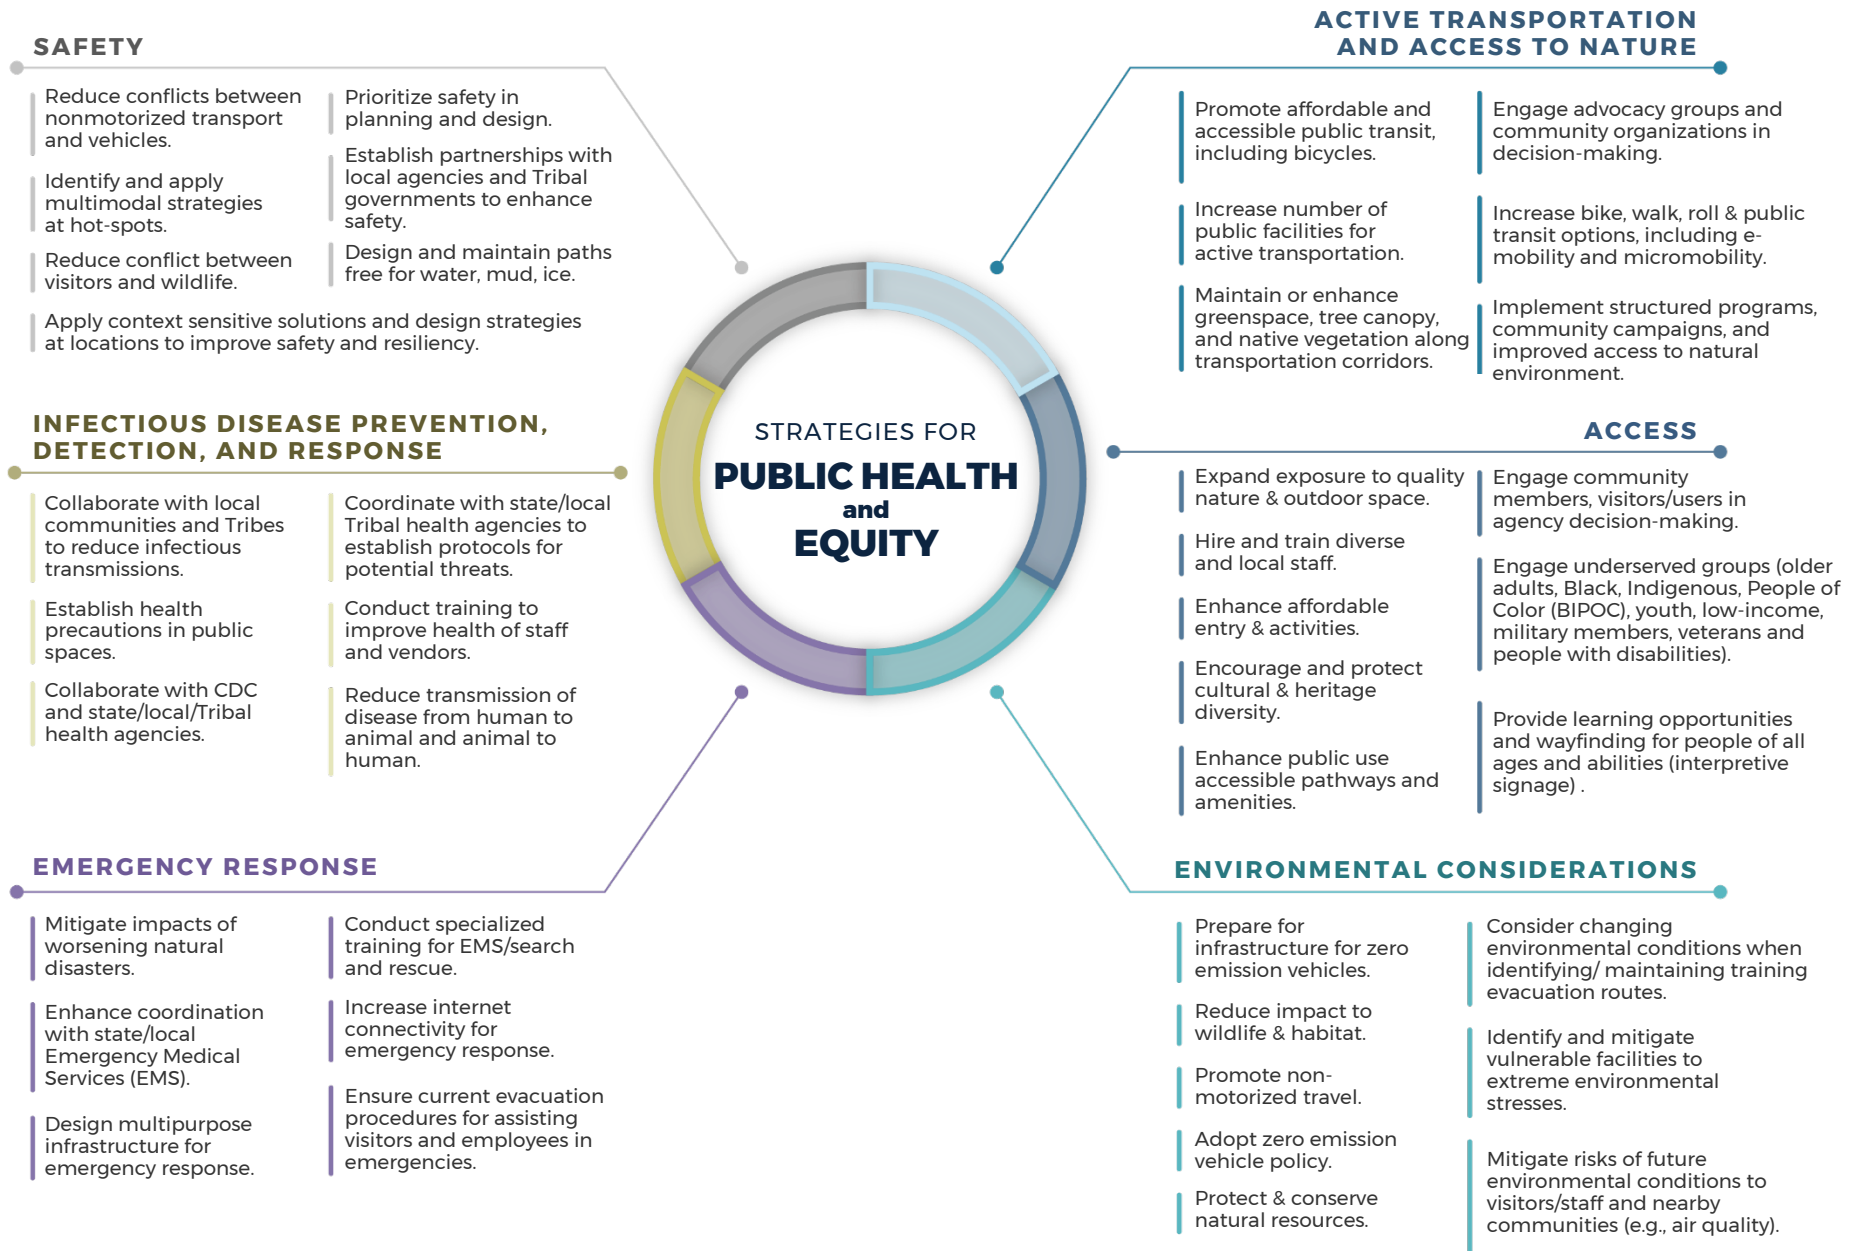 SAFETY
Reduce conflicts between
nonmotorized transport
and vehicles.
Identify and apply
multimodal strategies
at hot-spots.
Reduce conflict between
visitors and wildlife.
Prioritize safety in
planning and design.
Establish partnerships with
local agencies and Tribal
governments to enhance
safety.
Design and maintain paths
free for water, mud, ice.
Apply context sensitive solutions and design strategies
at locations to improve safety and resiliency.
ACTIVE TRANSPORTATION
AND ACCESS TO NATURE
Promote affordable and
accessible public transit,
including bicycles.
Increase number of
public facilities for
active transportation.
Maintain or enhance
greenspace, tree canopy,
and native vegetation along
transportation corridors.
Engage advocacy groups and
community organizations in
decision-making.
Increase bike, walk, roll & public
transit options, including e-
mobility and micromobility.
Implement structured programs,
community campaigns, and
improved access to natural
environment.
STRATEGIES FOR
PUBLIC HEALTH
and
EQUITY
INFECTIOUS DISEASE PREVENTION,
DETECTION, AND RESPONSE
Collaborate with local
communities and Tribes
to reduce infectious
transmissions.
Establish health
precautions in public
spaces.
Collaborate with CDC
and state/local/Tribal
health agencies.
Coordinate with state/local
Tribal health agencies to
establish protocols for
potential threats.
Conduct training to
improve health of staff
and vendors.
Reduce transmission of
disease from human to
animal and animal to
human.
ACCESS
Expand exposure to quality
nature & outdoor space.
Hire and train diverse
and local staff.
Enhance affordable
entry & activities.
Encourage and protect
cultural & heritage
diversity.
Enhance public use
accessible pathways and
amenities.
Engage community
members, visitors/users in
agency decision-making.
Engage underserved groups (older
adults, Black, Indigenous, People of
Color (BIPOC), youth, low-income,
military members, veterans and
people with disabilities).
Provide learning opportunities
and wayfinding for people of all
ages and abilities (interpretive
signage) .
EMERGENCY RESPONSE
Mitigate impacts of
worsening natural
disasters.
Enhance coordination
with state/local
Emergency Medical
Services (EMS).
Design multipurpose
infrastructure for
emergency response.
Conduct specialized
training for EMS/search
and rescue.
Increase internet
connectivity for
emergency response.
Ensure current evacuation
procedures for assisting
visitors and employees in
emergencies.
ENVIRONMENTAL CONSIDERATIONS
Prepare for
infrastructure for zero
emission vehicles.
Reduce impact to
wildlife & habitat.
Promote non-
motorized travel.
Adopt zero emission
vehicle policy.
Protect & conserve
natural resources.
Consider changing
environmental conditions when
identifying/ maintaining training
evacuation routes.
Identify and mitigate
vulnerable facilities to
extreme environmental
stresses.
Mitigate risks of future
environmental conditions to
visitors/staff and nearby
communities (e.g., air quality).